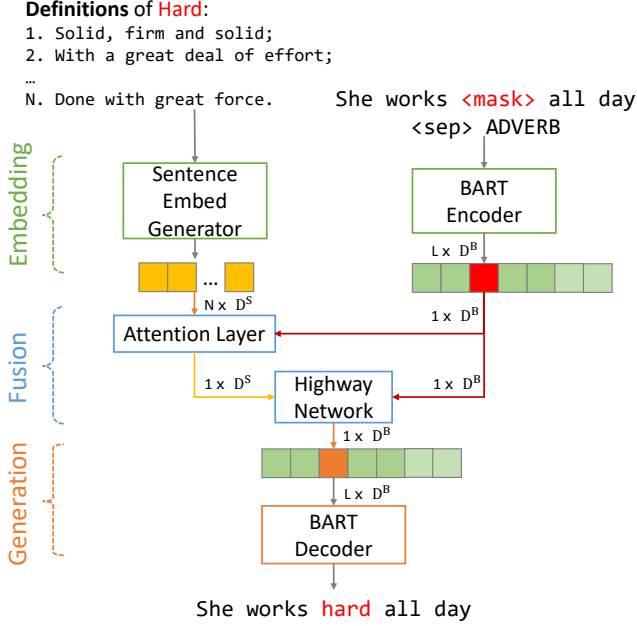 Definitions of Hard:
1. Solid, firm and solid;
2. With a great deal of effort;
…
N. Done with great force.
She works <mask> all day
<sep> ADVERB
Embedding
Sentence
Embed
Generator
BART
Encoder
L x D^B
...
N x D^S
1 x D^B
Fusion
Attention Layer
1 x D^S
1 x D^B
Highway
Network
1 x D^B
Generation
L x D^B
BART
Decoder
She works hard all day